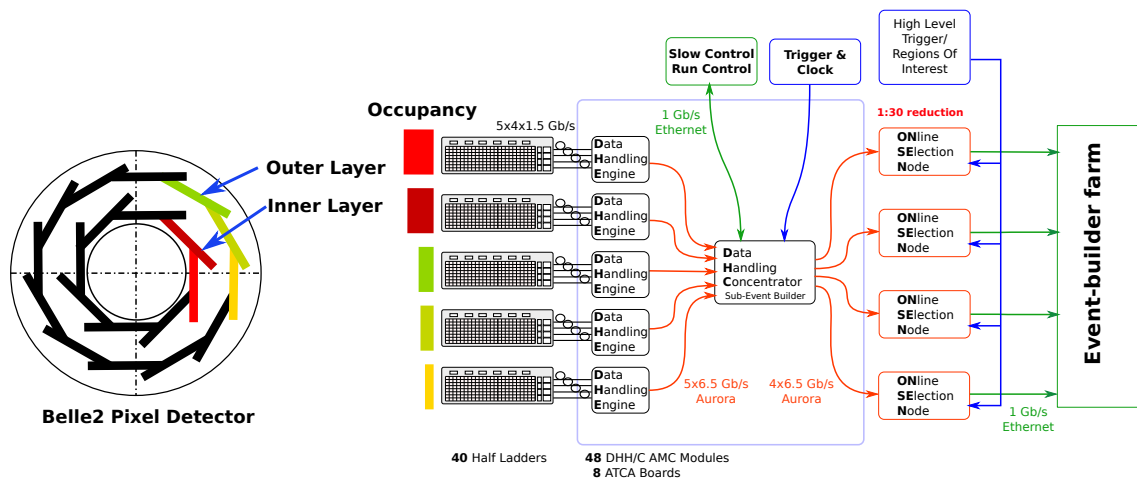 Occupancy
5x4x1.5 Gb/s
Outer Layer
Inner Layer
Belle2 Pixel Detector
Data
Handling
Engine
Data
Handling
Engine
Data
Handling
Engine
Data
Handling
Engine
Data
Handling
Engine
40 Half Ladders
48 DHH/C AMC Modules
8 ATCA Boards
Slow Control
Run Control
Trigger &
Clock
1 Gb/s
Ethernet
Data
Handling
Concentrator
Sub-Event Builder
5x6.5 Gb/s
Aurora
4x6.5 Gb/s
Aurora
High Level
Trigger/
Regions Of
Interest
1:30 reduction
ONline
SElection
Node
ONline
SElection
Node
ONline
SElection
Node
ONline
SElection
Node
1 Gb/s
Ethernet
Event-builder farm